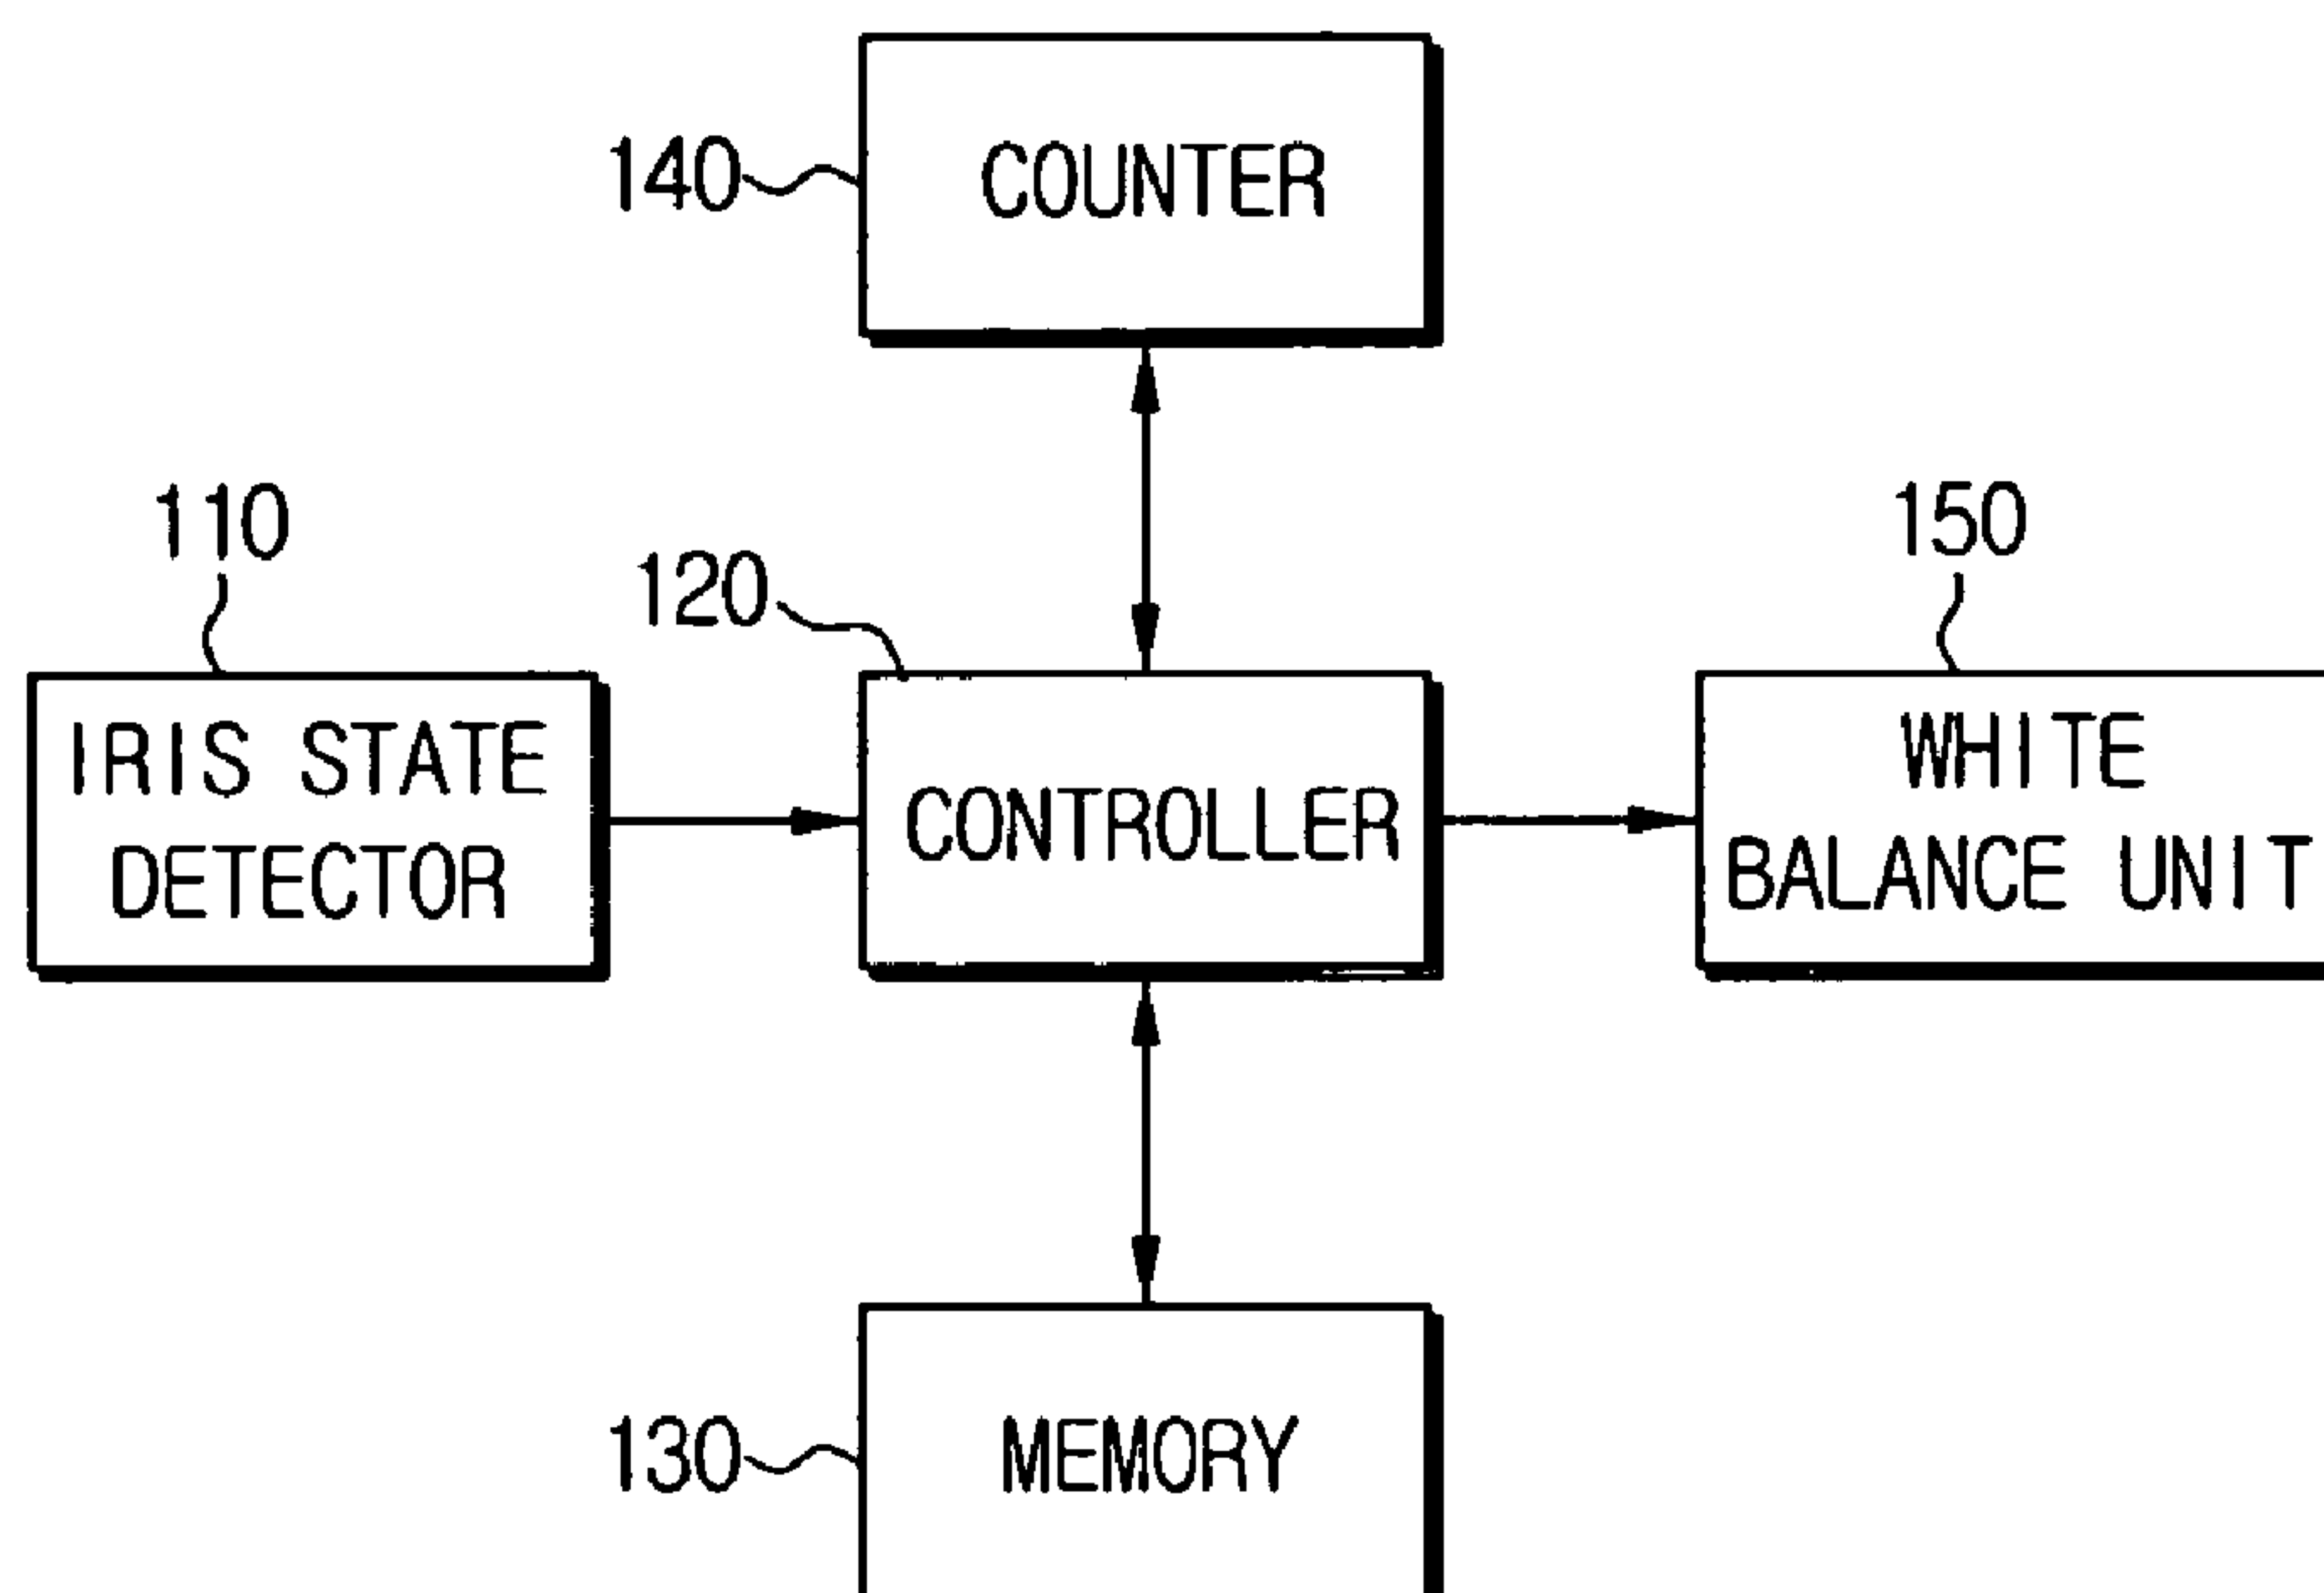 140
COUNTER
110
120
150
IRIS STATE
DETECTOR
CONTROLLER
WHITE
BALANCE UNIT
130
MEMORY